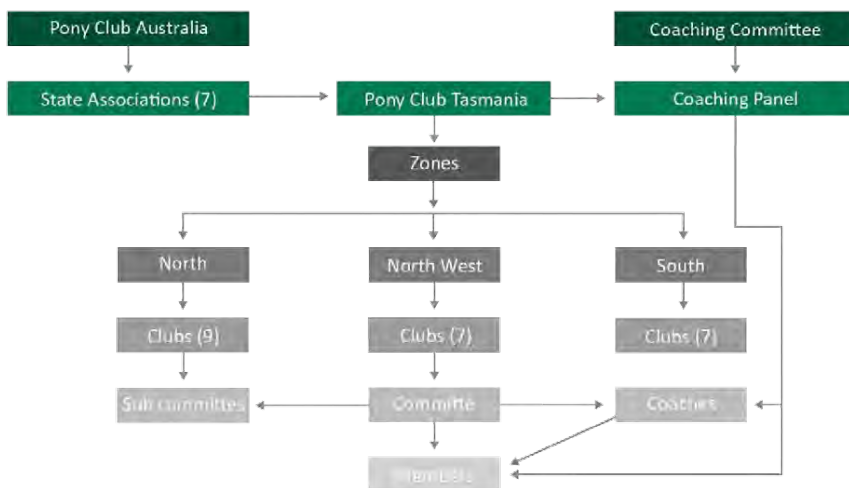 Pony Club Australia
Coaching Committee
State Associations (7)
Pony Club Tasmania
Coaching Panel
Zones
North
North West
South
Clubs (9)
Clubs (7)
Clubs (7)
Sub committes
Committe
Coaches
Members